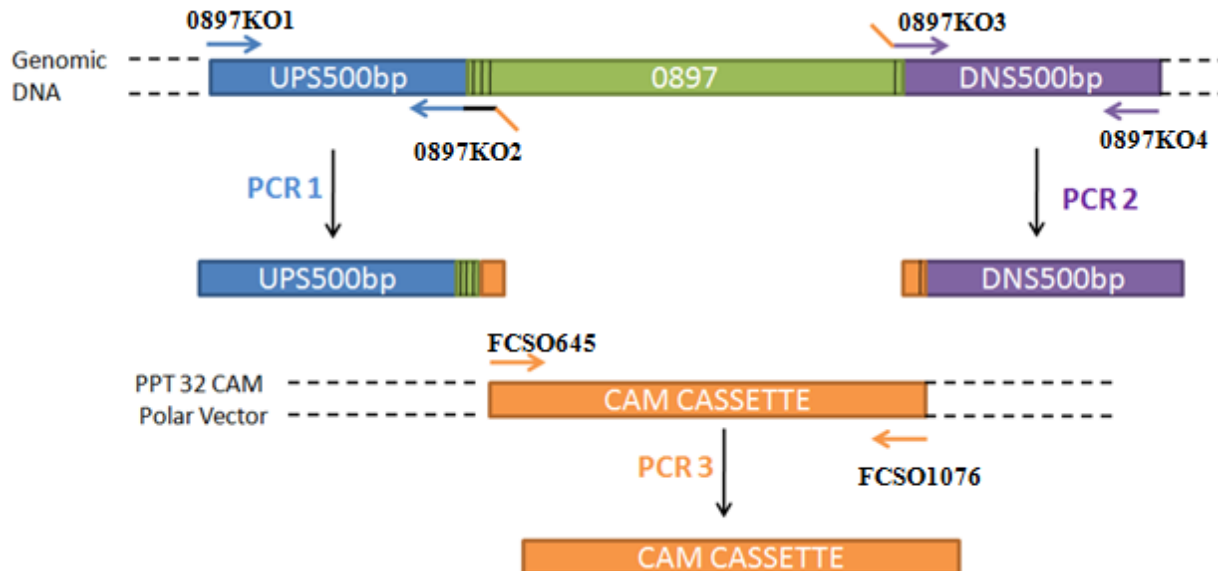 0897KO1
0897KO3
Genomic
DNA
UPS500bp
0897
DNS500bp
0897KO2
0897KO4
PCR 1
PCR 2
UPS500bp
DNS500bp
FCSO645
PPT 32 CAM
Polar Vector
CAM CASSETTE
PCR 3
FCSO1076
CAM CASSETTE